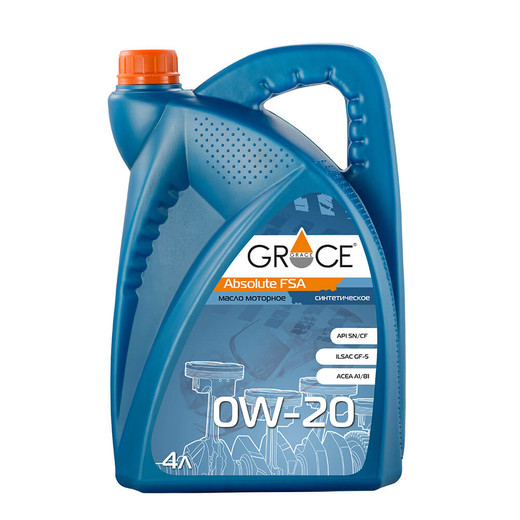 GRACE®
GRACE
Absolute FSA
масло моторное
синтетическое
API SN/CF
ILSAC GF-5
ACEA A1/B1
0W-20
4л